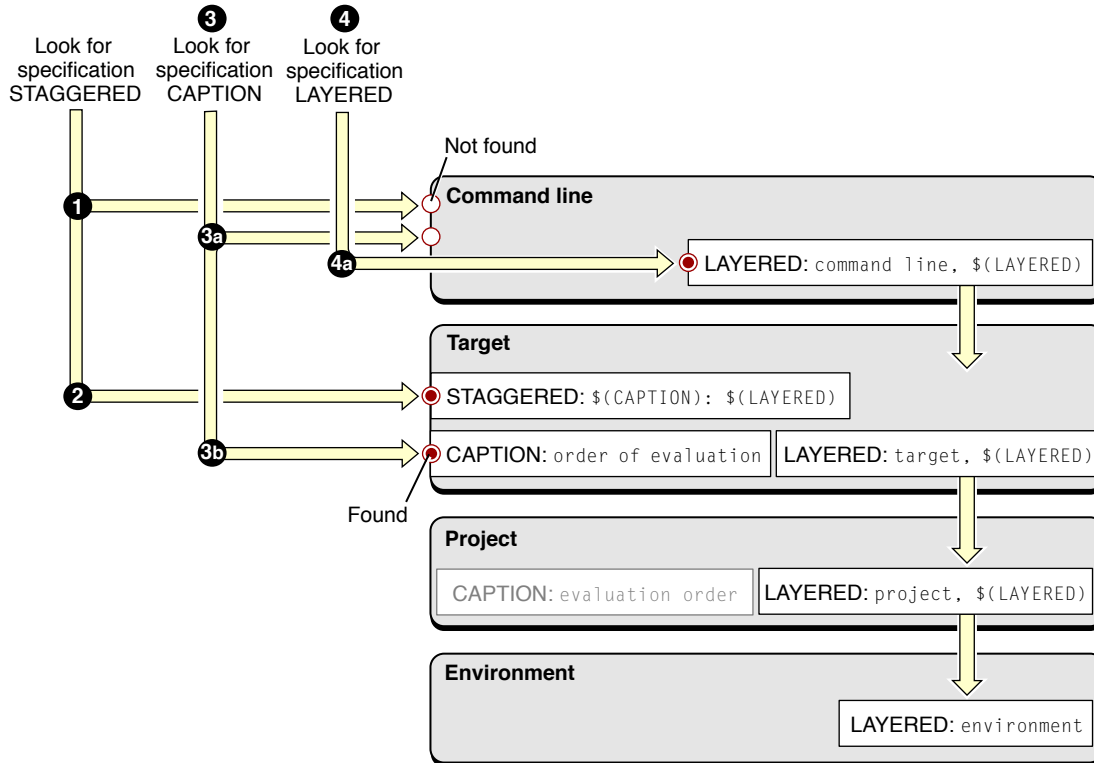 3
Look for
specification
CAPTION
4
Look for
specification
LAYERED
Look for
specification
STAGGERED
Not found
Command line
1
3a
4a
LAYERED: command line, $(LAYERED)
Target
2
STAGGERED: $(CAPTION): $(LAYERED)
3b
CAPTION: order of evaluation
LAYERED: target, $(LAYERED)
Found
Project
CAPTION: evaluation order
LAYERED: project, $(LAYERED)
Environment
LAYERED: environment